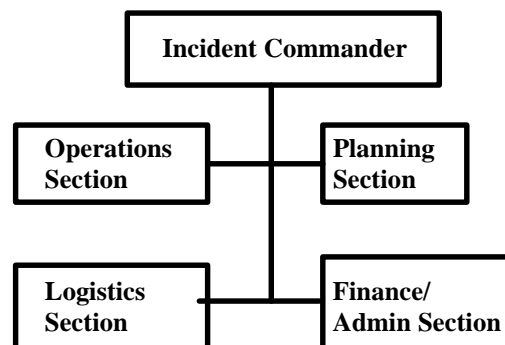 Incident Commander
Operations
Section
Planning
Section
Logistics
Section
Finance/
Admin Section